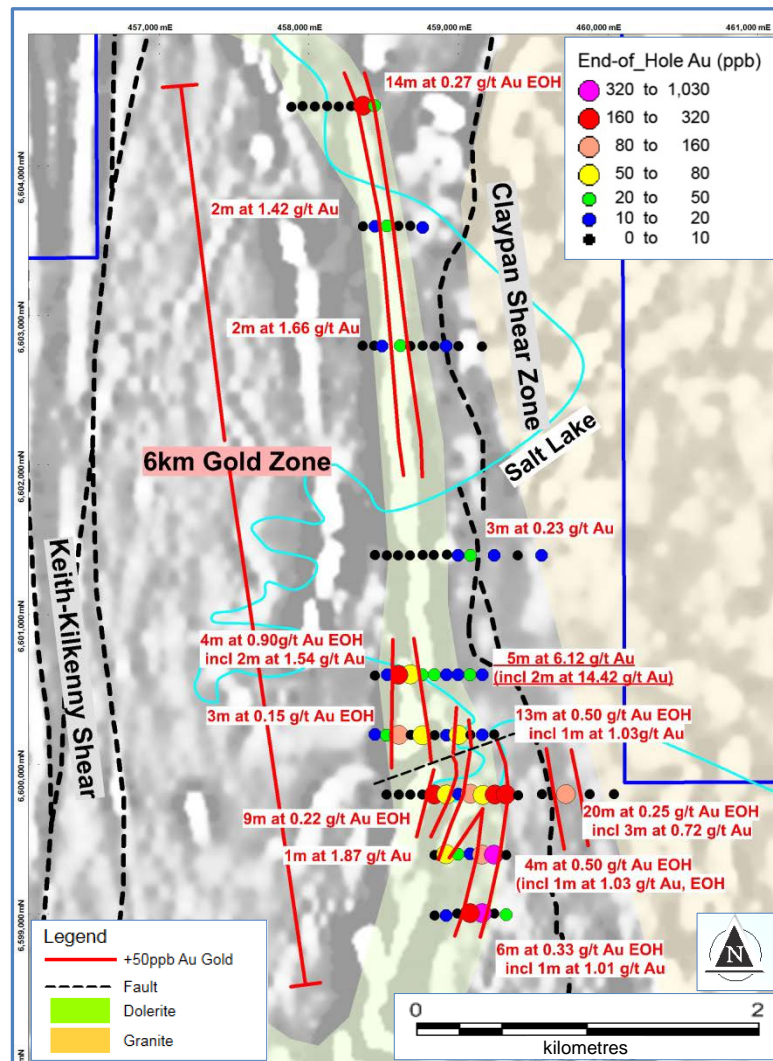 457,000 mE
458,000 mE
459,000 mE
460,000 mE
461,000 mE
End-of_Hole Au (ppb)
320 to 1,030
160 to 320
80 to 160
50 to 80
20 to 50
10 to 20
0 to 10
14m at 0.27 g/t Au EOH
6,604,000 mN
2m at 1.42 g/t Au
Claypan Shear Zone
6,603,000 mN
2m at 1.66 g/t Au
Salt Lake
6km Gold Zone
6,602,000 mN
3m at 0.23 g/t Au
Keith-Kilkenny Shear
6,601,000 mN
4m at 0.90g/t Au EOH
incl 2m at 1.54 g/t Au
5m at 6.12 g/t Au
(incl 2m at 14.42 g/t Au)
3m at 0.15 g/t Au EOH
13m at 0.50 g/t Au EOH
incl 1m at 1.03g/t Au
6,600,000 mN
9m at 0.22 g/t Au EOH
20m at 0.25 g/t Au EOH
incl 3m at 0.72 g/t Au
1m at 1.87 g/t Au
4m at 0.50 g/t Au EOH
(incl 1m at 1.03 g/t Au, EOH
6,599,000 mN
6m at 0.33 g/t Au EOH
incl 1m at 1.01 g/t Au
Legend
+50ppb Au Gold
Fault
Dolerite
Granite
N
0
2
kilometres